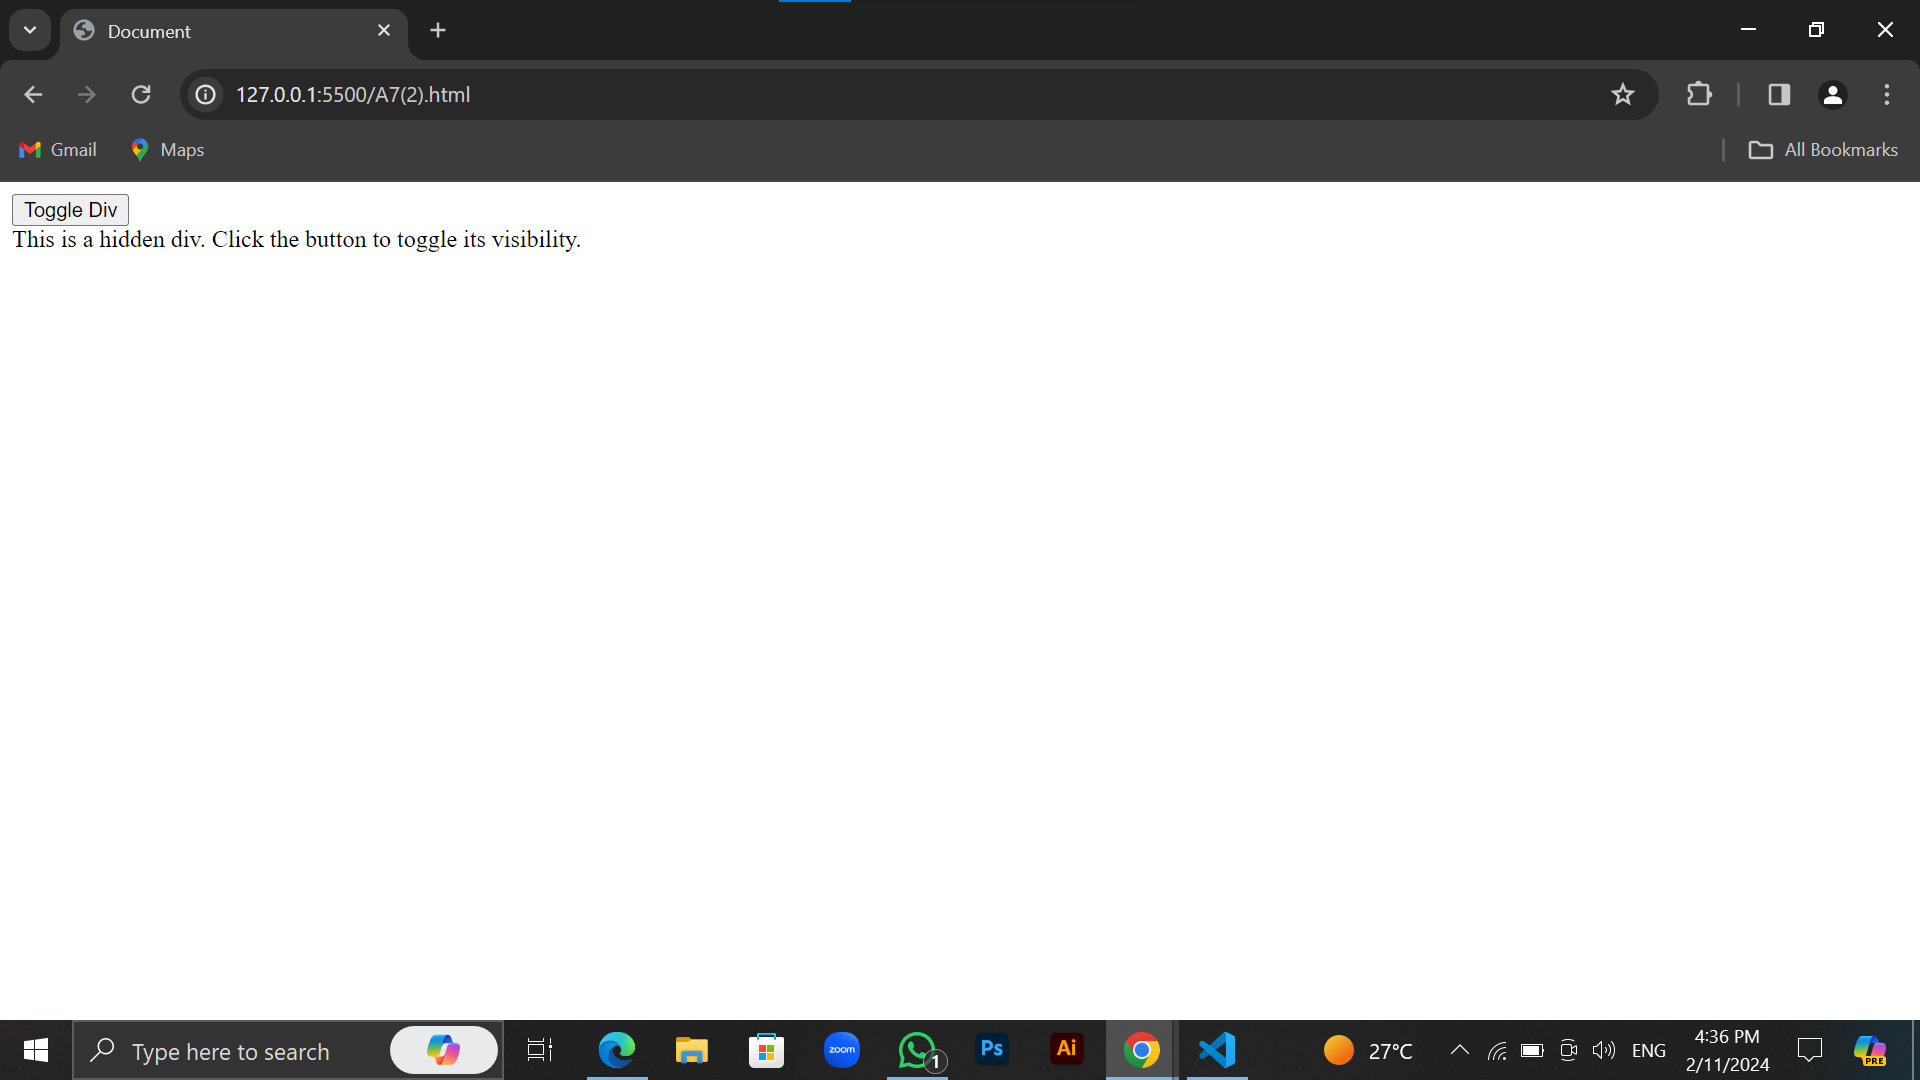 Document
127.0.0.1:5500/A7(2).html
Gmail
Maps
All Bookmarks
Toggle Div
This is a hidden div. Click the button to toggle its visibility.
Type here to search
zoom
1
Ps
Ai
27°C
ENG
4:36 PM
2/11/2024
PRE